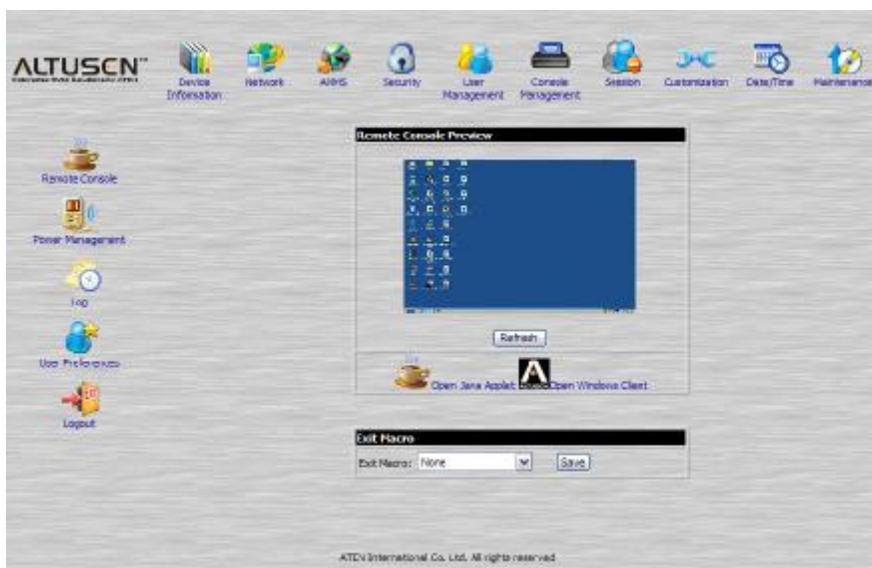 ALTUSCN™
Device Information
Network
ANMS
Security
User Management
Console Management
Session
Customization
Date/Time
Maintenance
Remote Console
Power Management
Log
User Preferences
Logout
Remote Console Preview
Refresh
Open Java Applet
Open Windows Client
Exit Macro
Exit Macro: None Save
ATEN International Co. Ltd. All rights reserved